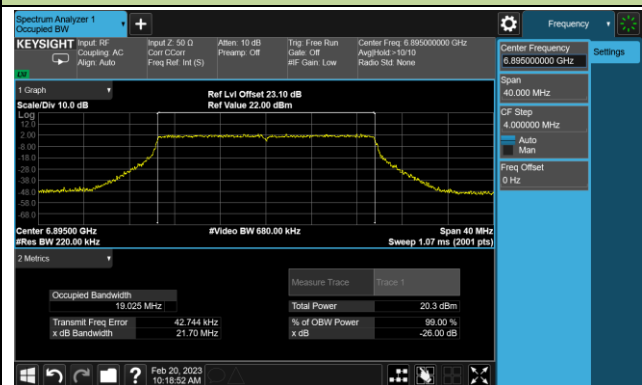 Spectrum Analyzer 1
Occupied BW
Frequency
KEYSIGHT
Input: RF
Coupling: AC
Align: Auto
Input Z: 50 Ω
Corr CCorr
Freq Ref: Int (S)
Atten: 10 dB
Preamp: Off
Trig: Free Run
Gate: Off
#IF Gain: Low
Center Freq: 6.895000000 GHz
Avg|Hold:>10/10
Radio Std: None
Center Frequency
6.895000000 GHz
Settings
Span
40.000 MHz
CF Step
4.000000 MHz
Auto
Man
Freq Offset
0 Hz
1 Graph
Scale/Div 10.0 dB
Ref Lvl Offset 23.10 dB
Ref Value 22.00 dBm
Log
12.0
2.00
-8.00
-18.0
-28.0
-38.0
-48.0
-58.0
-68.0
Center 6.89500 GHz
#Res BW 220.00 kHz
#Video BW 680.00 kHz
Span 40 MHz
Sweep 1.07 ms (2001 pts)
2 Metrics
Measure Trace
Trace 1
Occupied Bandwidth
19.025 MHz
Total Power
20.3 dBm
Transmit Freq Error
42.744 kHz
% of OBW Power
99.00 %
x dB Bandwidth
21.70 MHz
x dB
-26.00 dB
?
Feb 20, 2023
10:18:52 AM